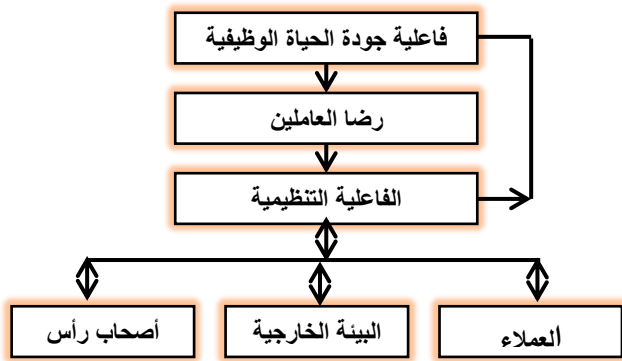 فاعلية جودة الحياة الوظيفية
رضا العاملين
الفاعلية التنظيمية
العملاء
البيئة الخارجية
أصحاب رأس